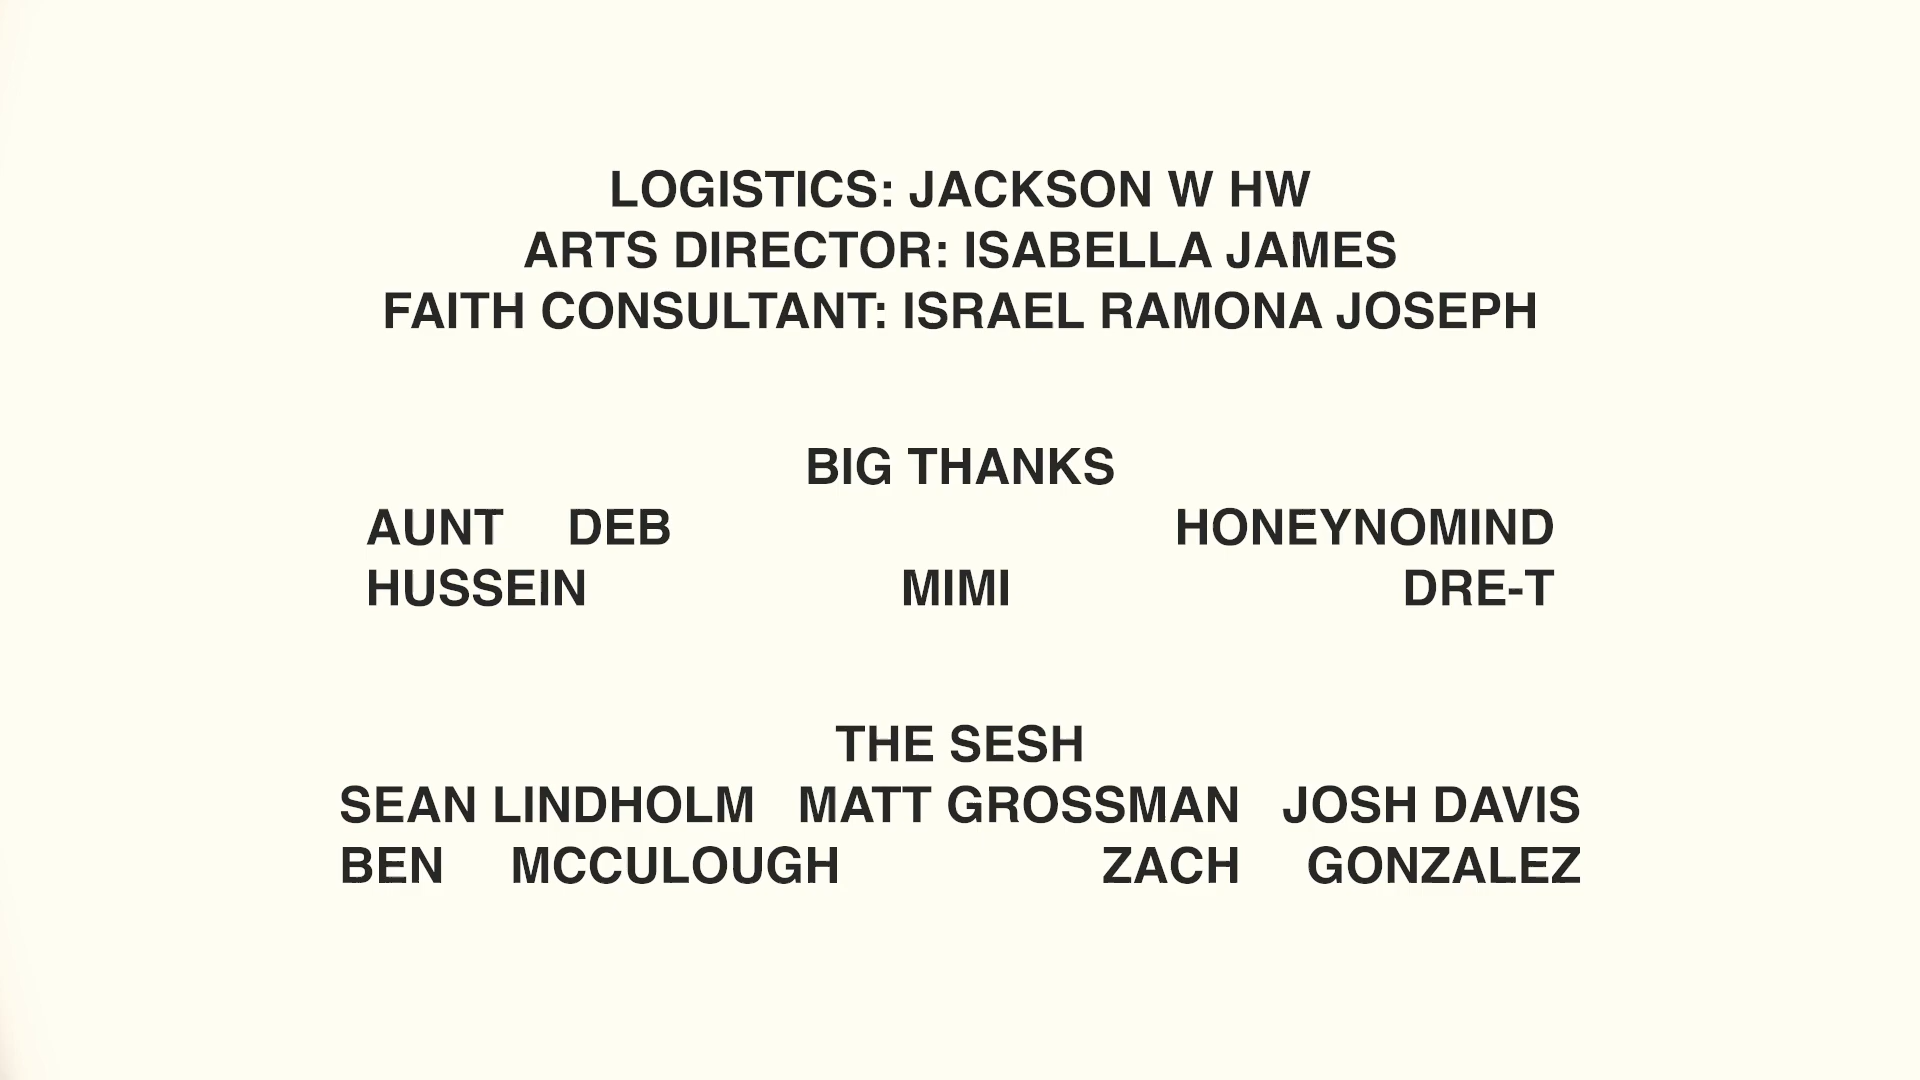 LOGISTICS: JACKSON W HW
ARTS DIRECTOR: ISABELLA JAMES
FAITH CONSULTANT: ISRAEL RAMONA JOSEPH
BIG THANKS
AUNT DEB HONEYNOMIND
HUSSEIN MIMI DRE-T
THE SESH
SEAN LINDHOLM MATT GROSSMAN JOSH DAVIS
BEN MCCULOUGH ZACH GONZALEZ